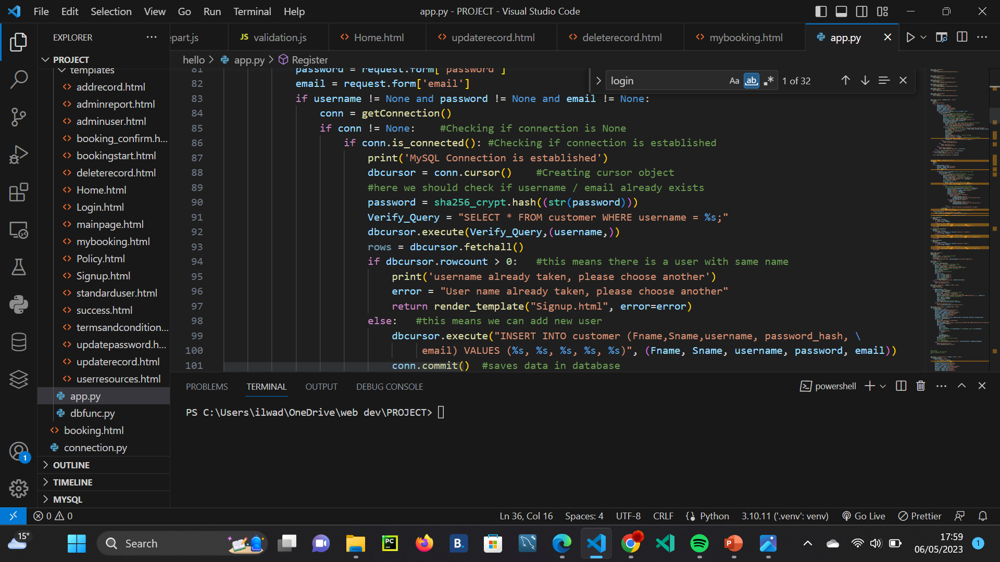 File Edit Selection View Go Run Terminal Help
app.py - PROJECT - Visual Studio Code
EXPLORER
epart.js
JS validation.js
Home.html
updaterecord.html
deleterecord.html
mybooking.html
app.py
PROJECT
templates
addrecord.html
adminreport.html
adminuser.html
booking_confirm.h...
bookingstart.html
deleterecord.html
Home.html
Login.html
mainpage.html
mybooking.html
Policy.html
Signup.html
standarduser.html
success.html
termsandcondition...
updatepassword.h...
updaterecord.html
userresources.html
app.py
dbfunc.py
booking.html
connection.py
OUTLINE
TIMELINE
MYSQL
hello > app.py > Register
login
Aa ab, .* 1 of 32
81 password = request.form['password']
82 email = request.form['email']
83 if username != None and password != None and email != None:
84 conn = getConnection()
85 if conn != None:    #Checking if connection is None
86 if conn.is_connected(): #Checking if connection is established
87 print('MySQL Connection is established')
88 dbcursor = conn.cursor()    #Creating cursor object
89 #here we should check if username / email already exists
90 password = sha256_crypt.hash((str(password)))
91 Verify_Query = "SELECT * FROM customer WHERE username = %s;"
92 dbcursor.execute(Verify_Query,(username,))
93 rows = dbcursor.fetchall()
94 if dbcursor.rowcount > 0:   #this means there is a user with same name
95 print('username already taken, please choose another')
96 error = "User name already taken, please choose another"
97 return render_template("Signup.html", error=error)
98 else:   #this means we can add new user
99 dbcursor.execute("INSERT INTO customer (Fname,Sname,username, password_hash, \
100 email) VALUES (%s, %s, %s, %s, %s)", (Fname, Sname, username, password, email))
101 conn.commit()  #saves data in database
PROBLEMS TERMINAL OUTPUT DEBUG CONSOLE
powershell
PS C:\Users\ilwad\OneDrive\web dev\PROJECT>
1
0 0
Ln 36, Col 16 Spaces: 4 UTF-8 CRLF Python 3.10.11 ('.venv': venv) Go Live Prettier
15°
Search
PC
B.
P
17:59
06/05/2023
1